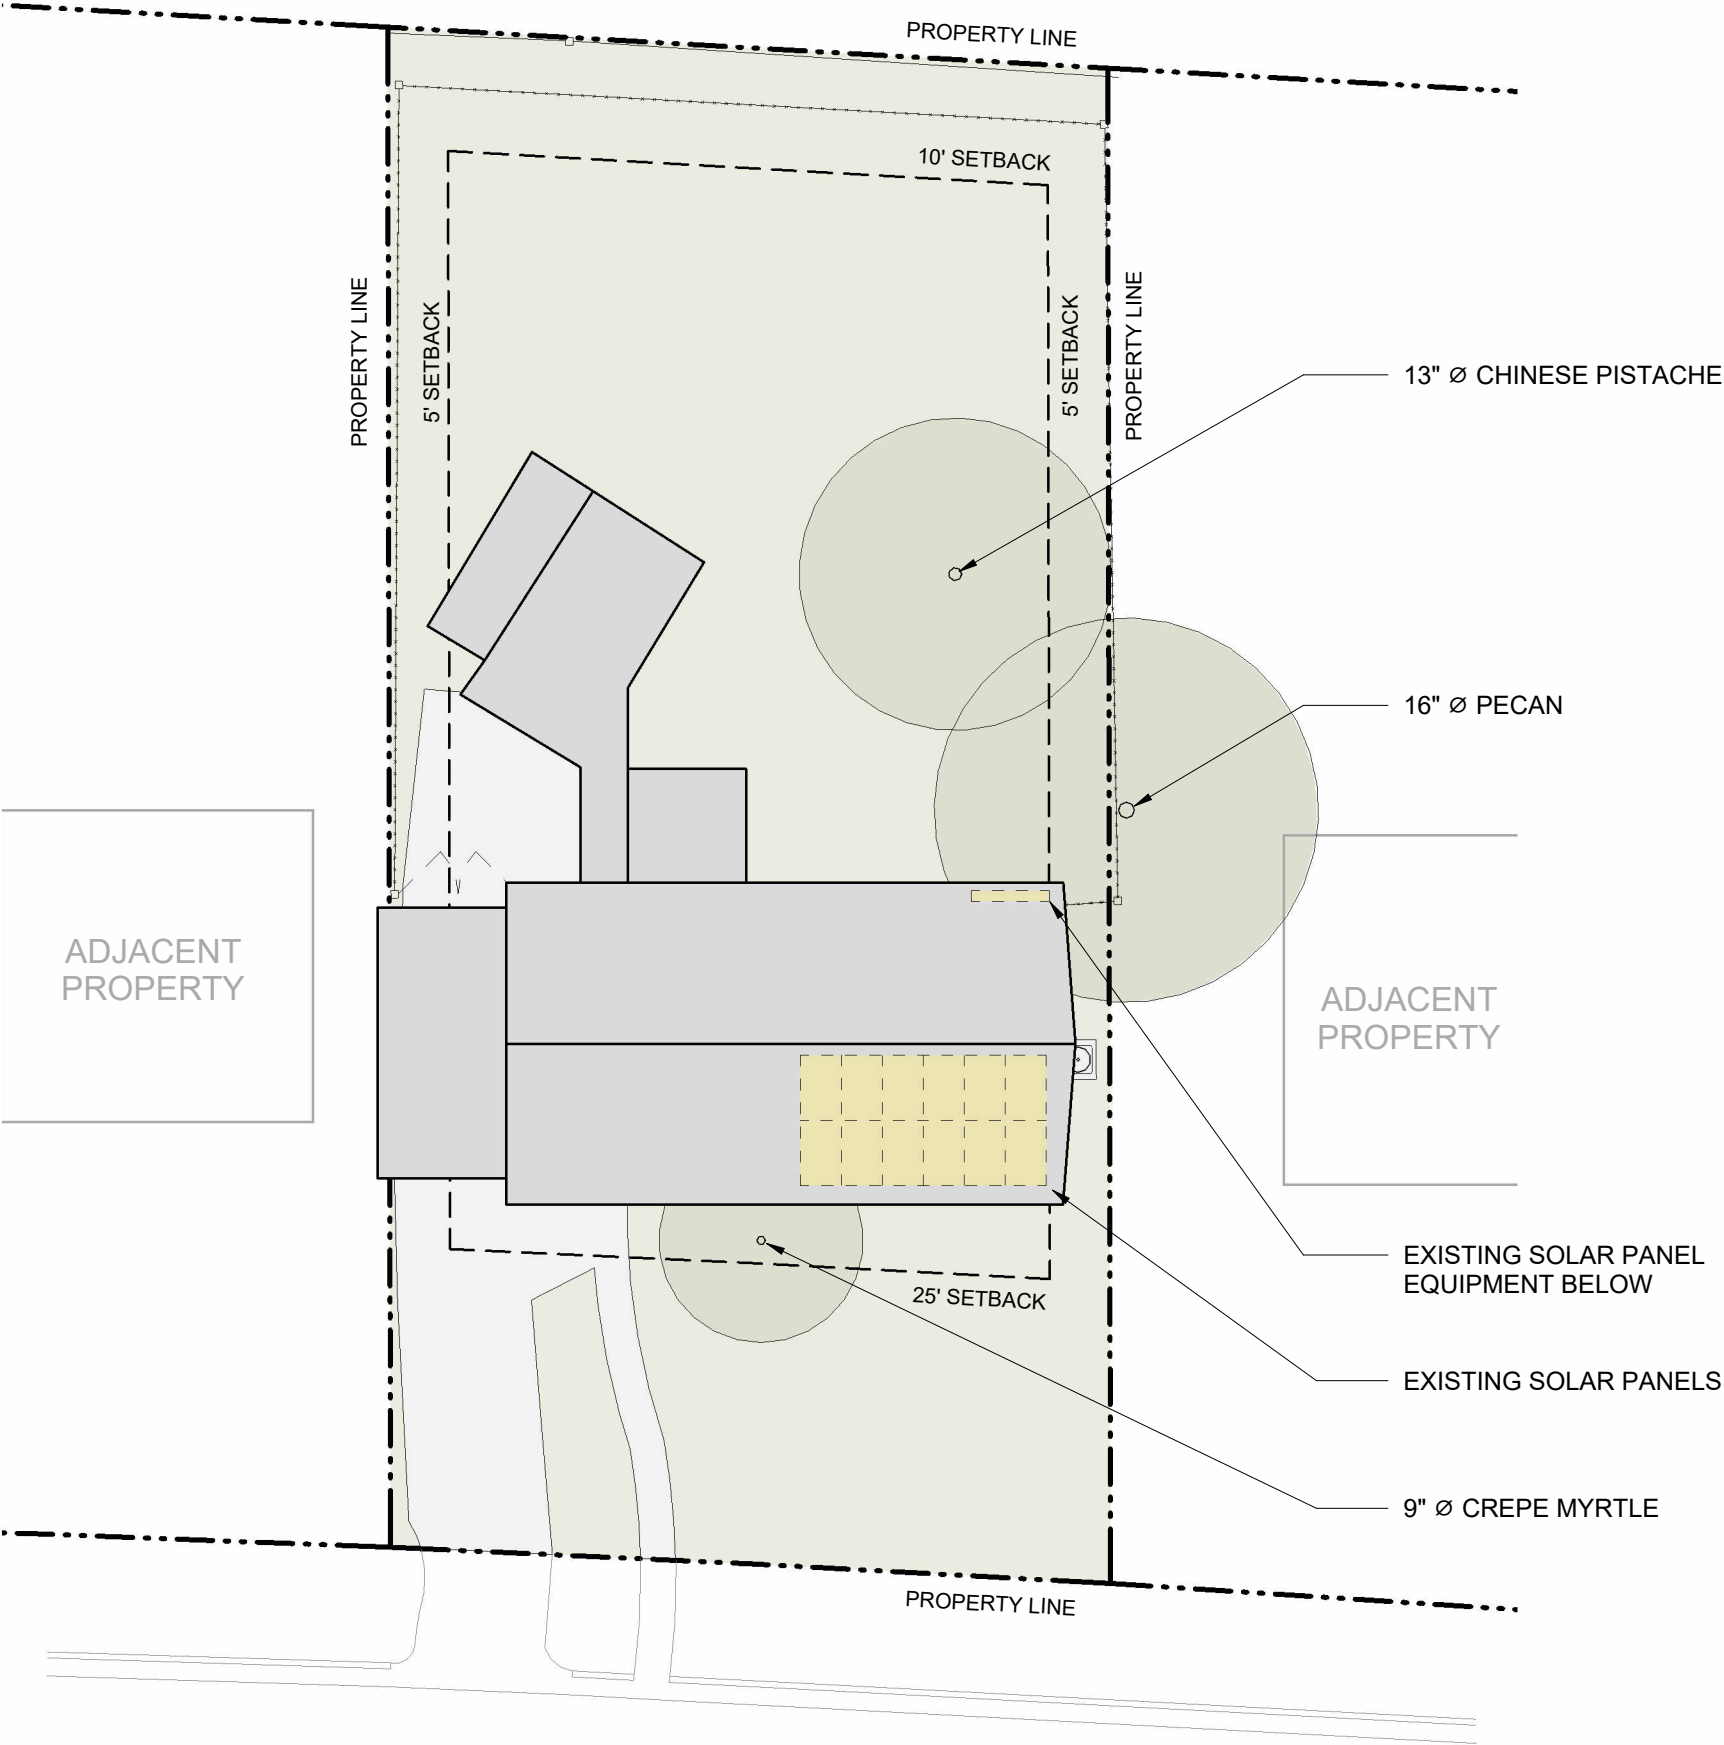 PROPERTY LINE
10' SETBACK
PROPERTY LINE
5' SETBACK
5' SETBACK
PROPERTY LINE
13" Ø CHINESE PISTACHE
16" Ø PECAN
ADJACENT
PROPERTY
ADJACENT
PROPERTY
EXISTING SOLAR PANEL
EQUIPMENT BELOW
25' SETBACK
EXISTING SOLAR PANELS
9" Ø CREPE MYRTLE
PROPERTY LINE